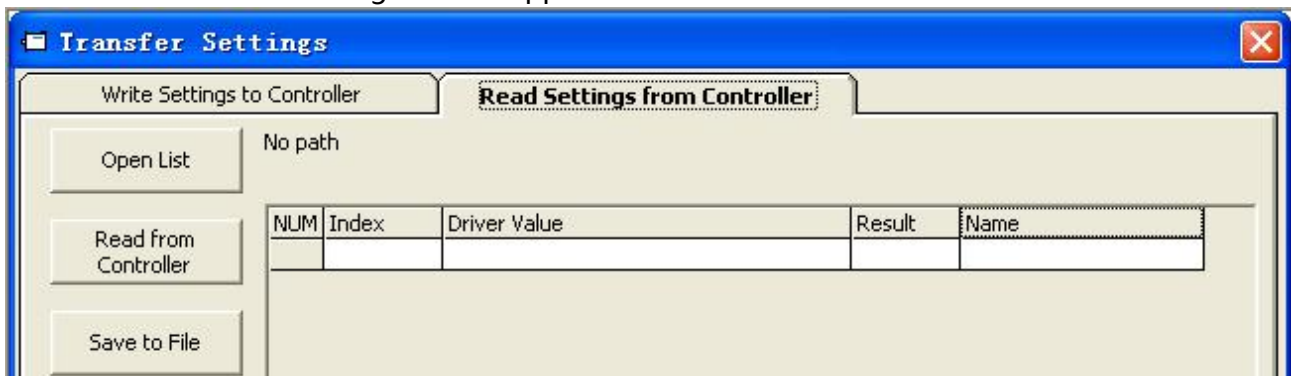 Transfer Settings
Write Settings to Controller
Read Settings from Controller
Open List
No path
Read from
Controller
NUM Index Driver Value Result Name
Save to File